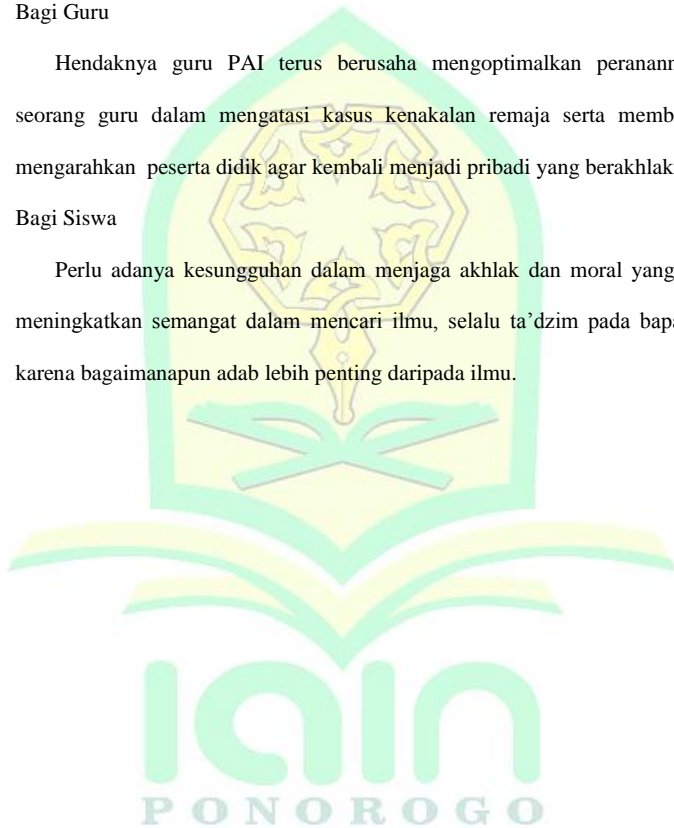 Bagi Guru
Hendaknya guru PAI terus berusaha mengoptimalkan
seorang guru dalam mengatasi kasus kenakalan remaja serta
mengarahkan peserta didik agar kembali menjadi pribadi yang
Bagi Siswa
Perlu adanya kesungguhan dalam menjaga akhlak dan moral yang
meningkatkan semangat dalam mencari ilmu, selalu ta’dzim pada
karena bagaimanapun adab lebih penting daripada ilmu.
iain
PONOROGO